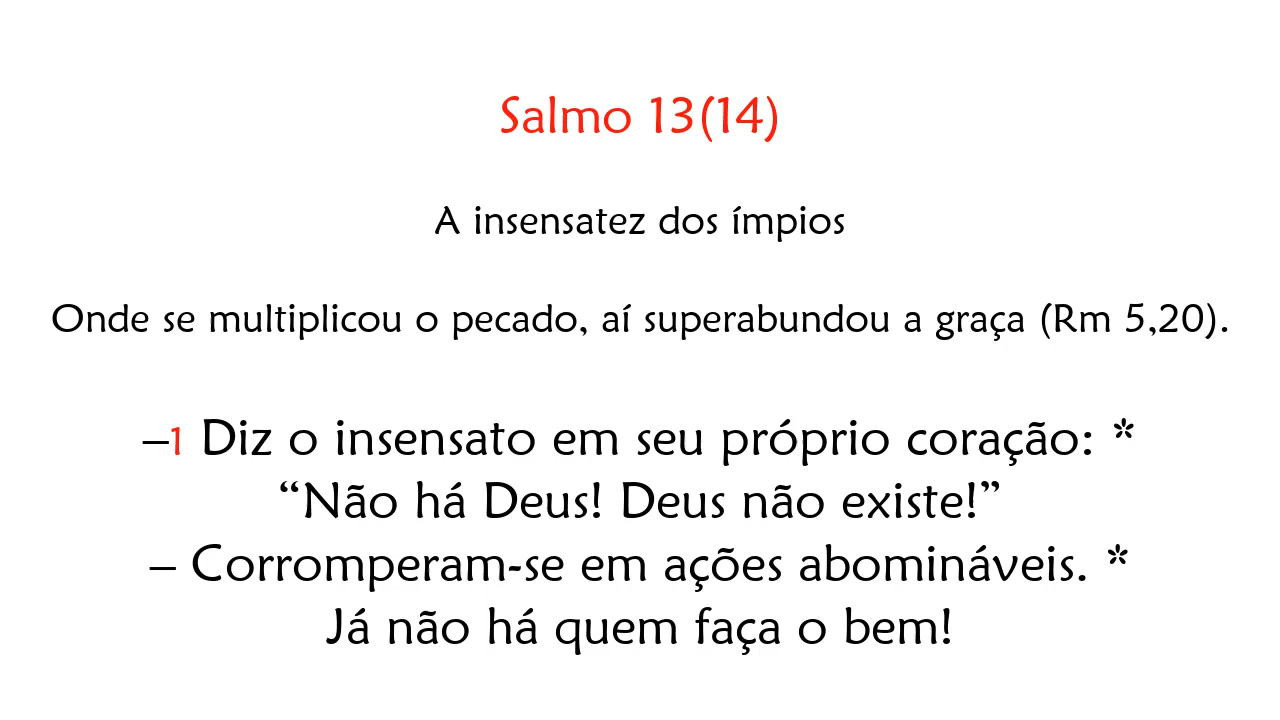 Salmo 13(14)
A insensatez dos ímpios
Onde se multiplicou o pecado, aí superabundou a graça (Rm 5,20).
–1 Diz o insensato em seu próprio coração: *
“Não há Deus! Deus não existe!”
– Corromperam-se em ações abomináveis. *
Já não há quem faça o bem!